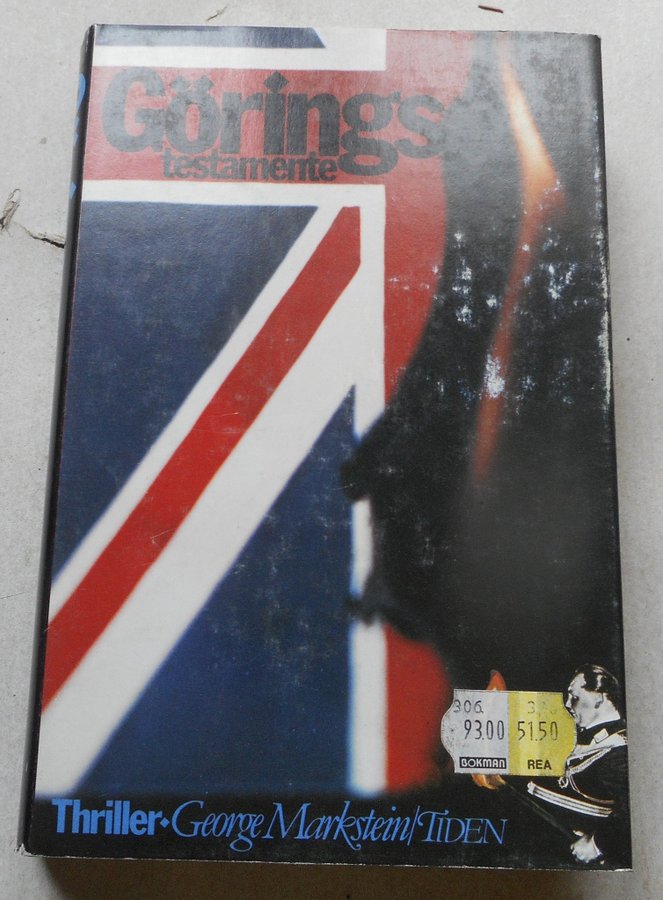 Görings
testamente
306
93.00 51.50
BOKMAN REA
Thriller • George Markstein/TIDEN